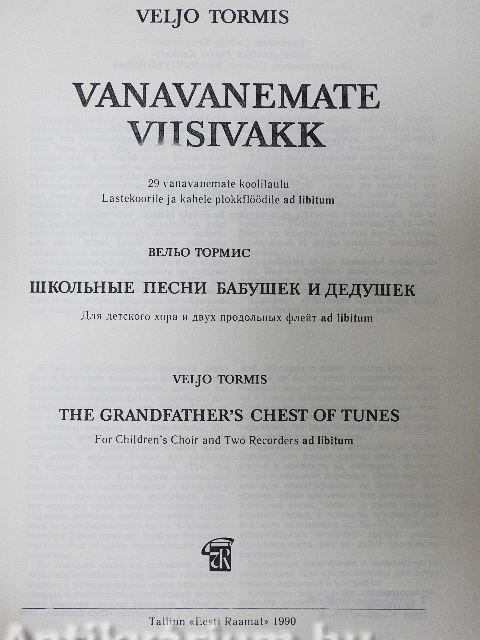 VELJO TORMIS
VANAVANEMATE
VIISIVAKK
29 vanavanemate koolilaulu
Lastekoorile ja kahele plokkflöödile ad libitum
ВЕЛЬО ТОРМИС
ШКОЛЬНЫЕ ПЕСНИ БАБУШЕК И ДЕДУШЕК
Для детского хора и двух продольных флейт ad libitum
VELJO TORMIS
THE GRANDFATHER'S CHEST OF TUNES
For Children's Choir and Two Recorders ad libitum
Tallinn «Eesti Raamat» 1990